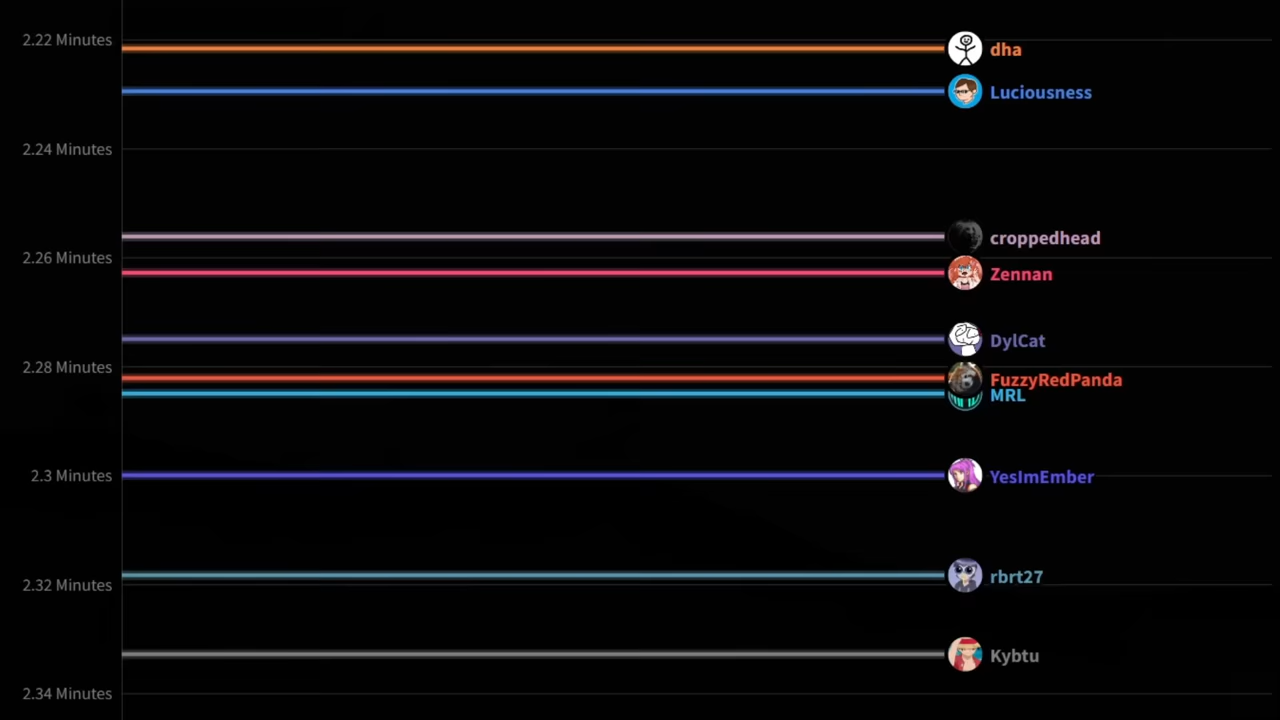 2.22 Minutes
dha
Luciousness
2.24 Minutes
croppedhead
2.26 Minutes
Zennan
DylCat
2.28 Minutes
FuzzyRedPanda
MRL
2.3 Minutes
YesImEmber
rbrt27
2.32 Minutes
Kybtu
2.34 Minutes